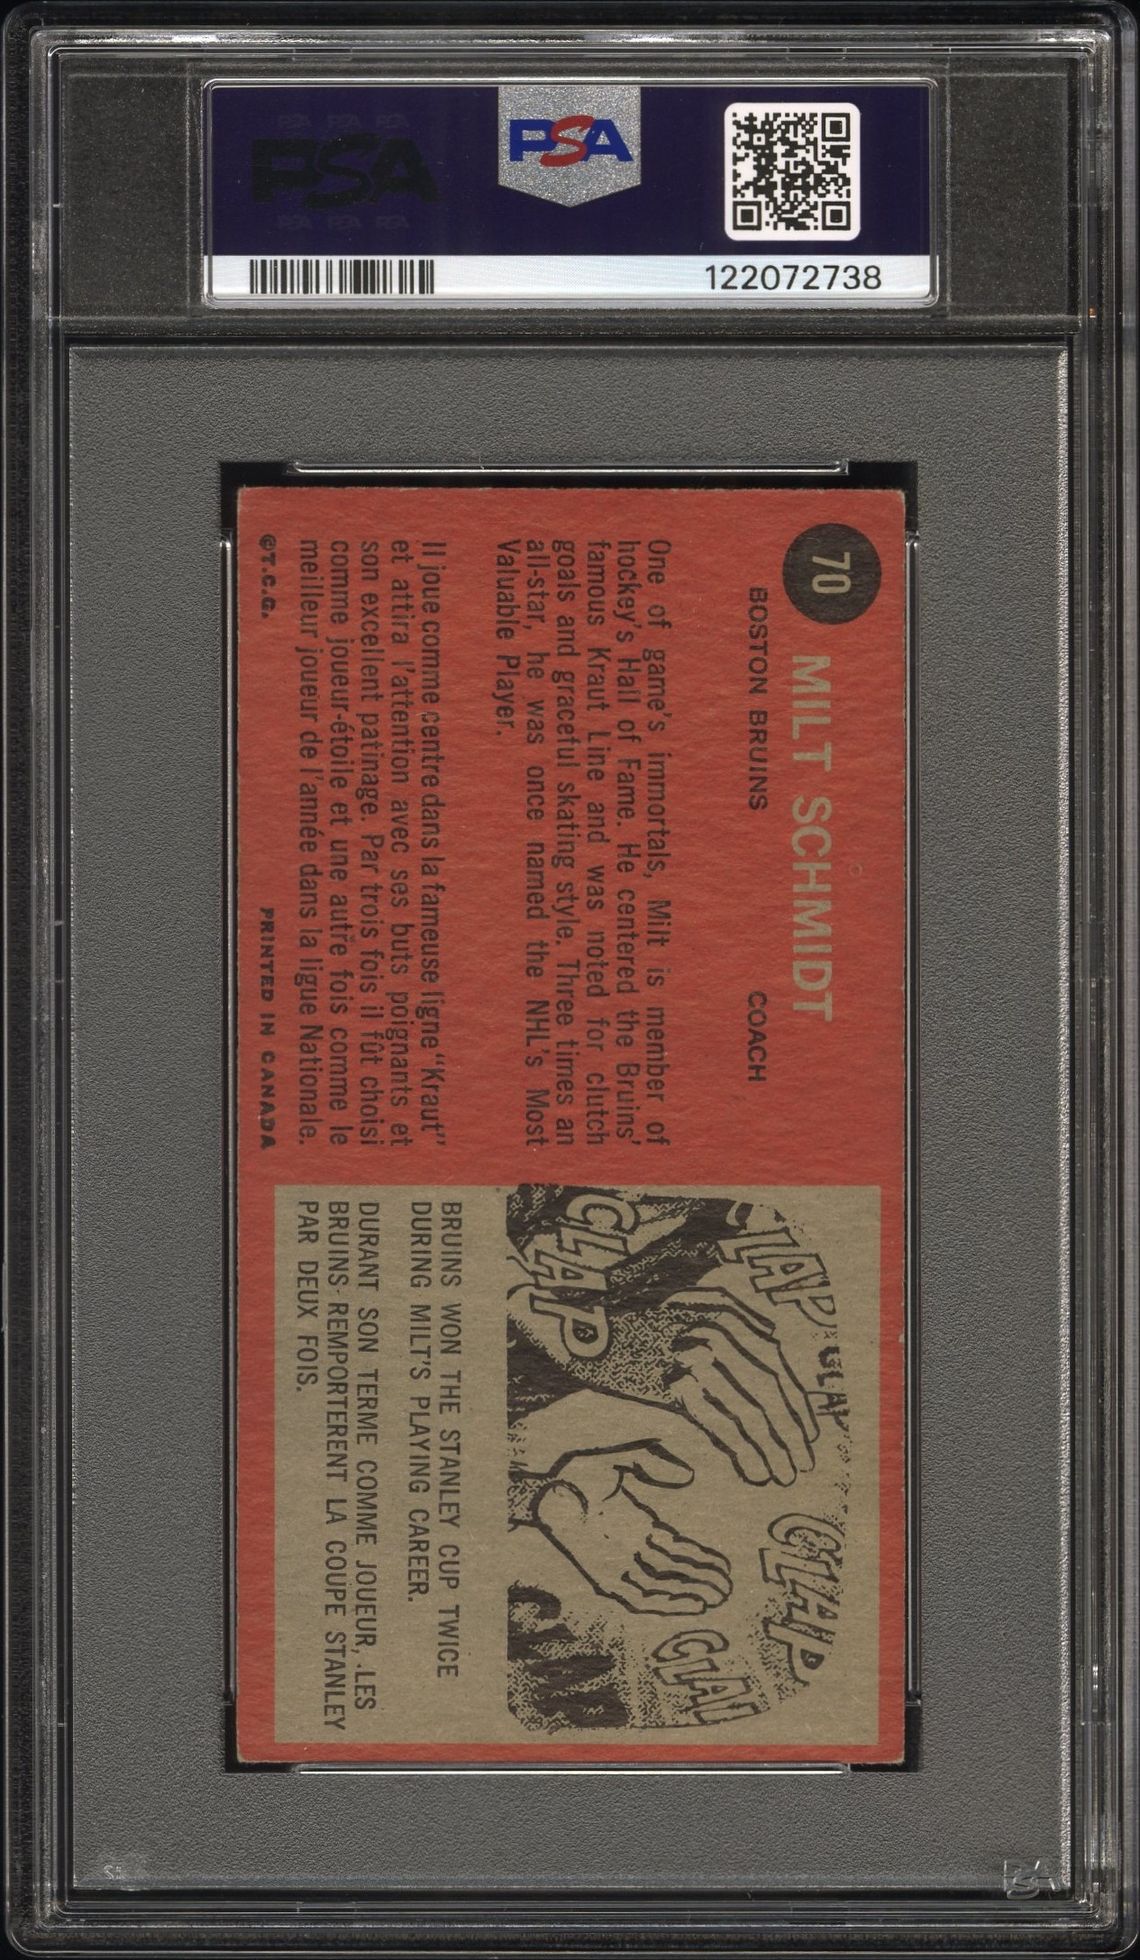 PSA
PSA
122072738
70
MILT SCHMIDT
BOSTON BRUINS COACH
One of game's immortals, Milt is member of
hockey's Hall of Fame. He centered the Bruins'
famous Kraut Line and was noted for clutch
goals and graceful skating style. Three times an
all-star, he was once named the NHL's Most
Valuable Player.
Il joue comme centre dans la fameuse ligne "Kraut"
et attira l'attention avec ses buts poignants et
son excellent patinage. Par trois fois il fût choisi
comme joueur-étoile et une autre fois comme le
meilleur joueur de l'année dans la ligue Nationale.
©T.C.G. PRINTED IN CANADA
CLAP
CLAP
CLAP
BRUINS WON THE STANLEY CUP TWICE
DURING MILT'S PLAYING CAREER.
DURANT SON TERME COMME JOUEUR, LES
BRUINS REMPORTERENT LA COUPE STANLEY
PAR DEUX FOIS.
PSA